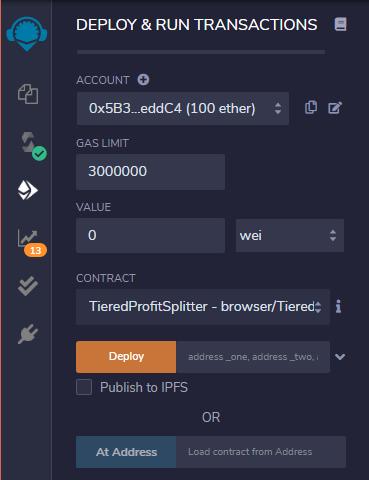 DEPLOY & RUN TRANSACTIONS
ACCOUNT
0x5B3...eddC4 (100 ether)
GAS LIMIT
3000000
VALUE
0
wei
13
CONTRACT
TieredProfitSplitter - browser/Tiered
Deploy
address _one, address _two,
Publish to IPFS
OR
At Address
Load contract from Address